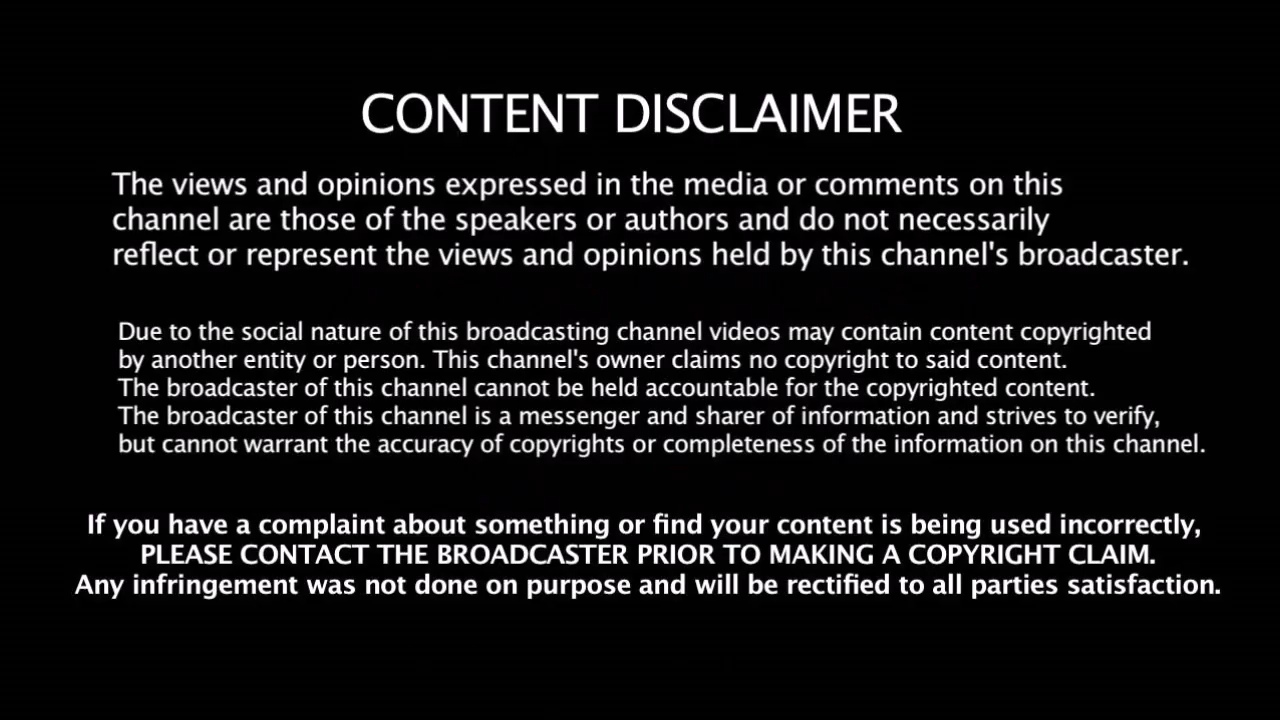 CONTENT DISCLAIMER
The views and opinions expressed in the media or comments on this
channel are those of the speakers or authors and do not necessarily
reflect or represent the views and opinions held by this channel's broadcaster.
Due to the social nature of this broadcasting channel videos may contain content copyrighted
by another entity or person. This channel's owner claims no copyright to said content.
The broadcaster of this channel cannot be held accountable for the copyrighted content.
The broadcaster of this channel is a messenger and sharer of information and strives to verify,
but cannot warrant the accuracy of copyrights or completeness of the information on this channel.
If you have a complaint about something or find your content is being used incorrectly,
PLEASE CONTACT THE BROADCASTER PRIOR TO MAKING A COPYRIGHT CLAIM.
Any infringement was not done on purpose and will be rectified to all parties satisfaction.